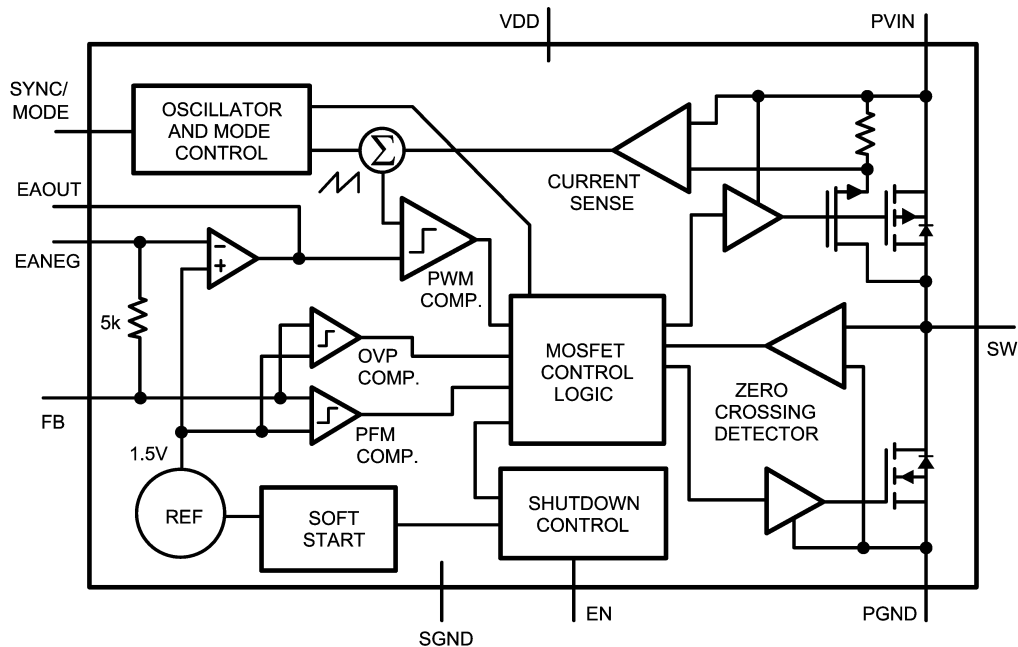 VDD
PVIN
SYNC/
MODE
OSCILLATOR
AND MODE
CONTROL
Σ
CURRENT
SENSE
EAOUT
EANEG
−
+
PWM
COMP.
5k
OVP
COMP.
MOSFET
CONTROL
LOGIC
SW
ZERO
CROSSING
DETECTOR
FB
PFM
COMP.
1.5V
REF
SOFT
START
SHUTDOWN
CONTROL
SGND
EN
PGND